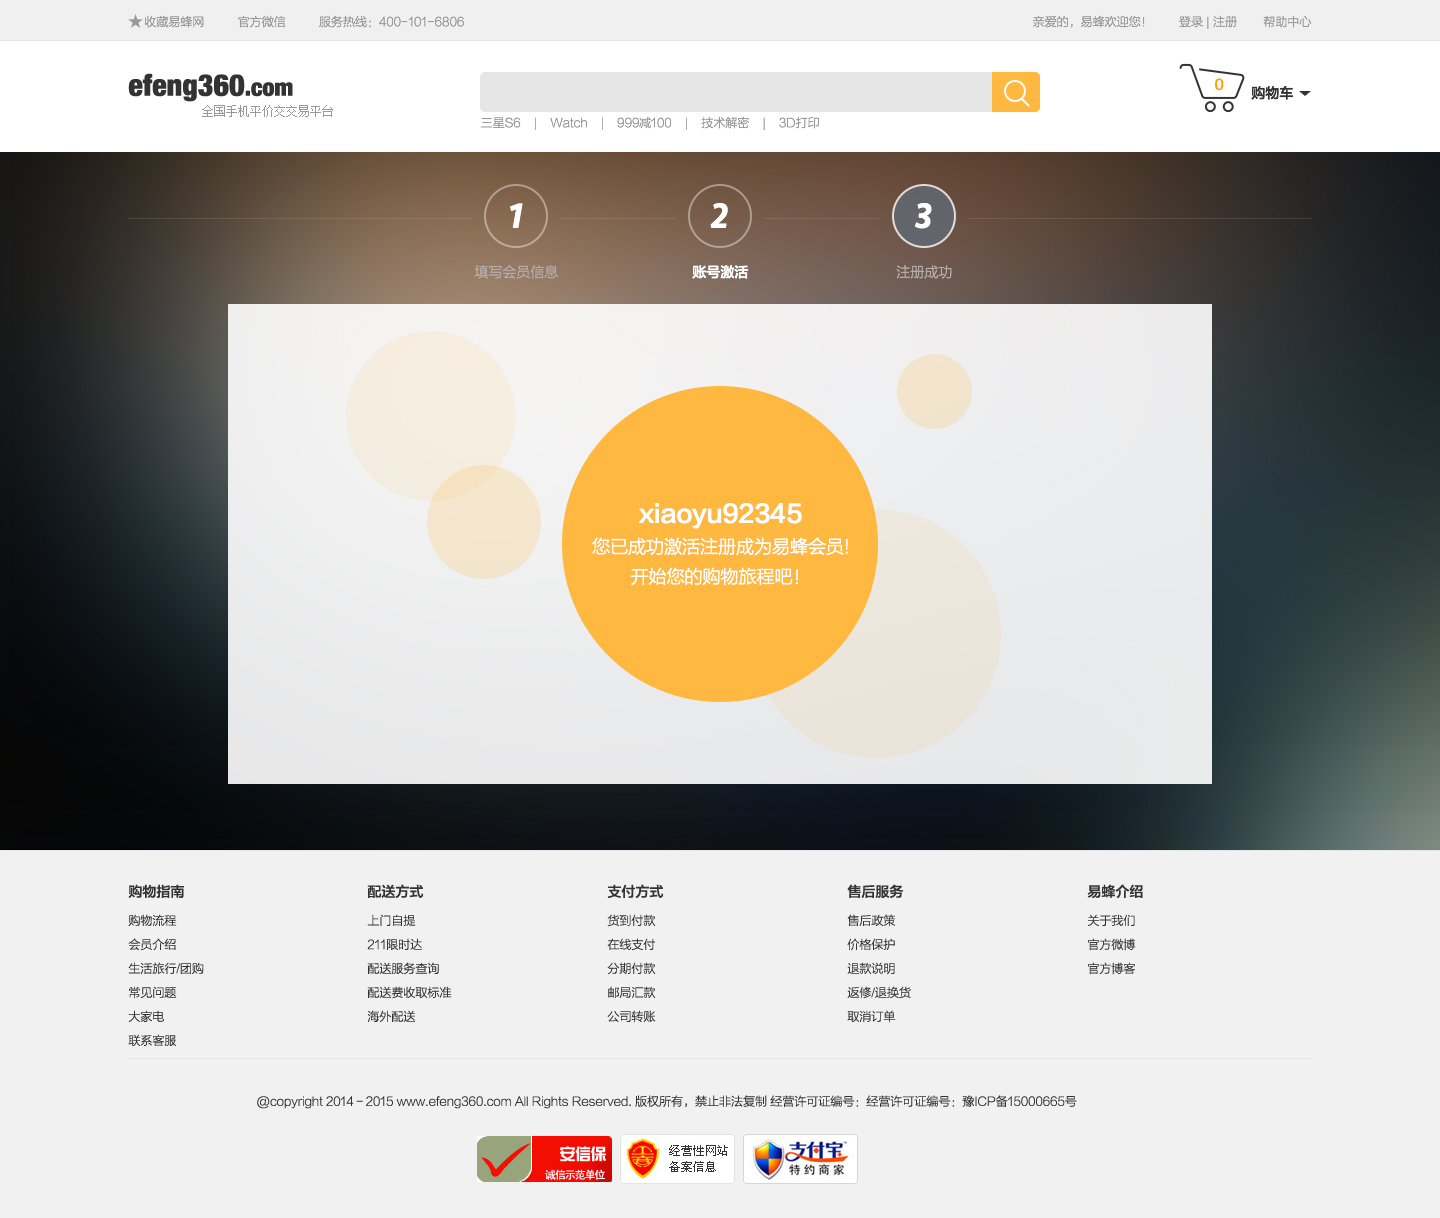 ★收藏易蜂网 官方微信 服务热线：400-101-6806 亲爱的，易蜂欢迎您！ 登录 | 注册 帮助中心
efeng360.com
全国手机平价交交易平台
0 购物车
三星S6 | Watch | 999减100 | 技术解密 | 3D打印
1 2 3
填写会员信息 账号激活 注册成功
xiaoyu92345
您已成功激活注册成为易蜂会员!
开始您的购物旅程吧！
购物指南 配送方式 支付方式 售后服务 易蜂介绍
购物流程 上门自提 货到付款 售后政策 关于我们
会员介绍 211限时达 在线支付 价格保护 官方微博
生活旅行/团购 配送服务查询 分期付款 退款说明 官方博客
常见问题 配送费收取标准 邮局汇款 返修/退换货
大家电 海外配送 公司转账 取消订单
联系客服
@copyright 2014 - 2015 www.efeng360.com All Rights Reserved. 版权所有，禁止非法复制 经营许可证编号：经营许可证编号：豫ICP备15000665号
安信保 经营性网站 支付宝
诚信示范单位 备案信息 特约商家